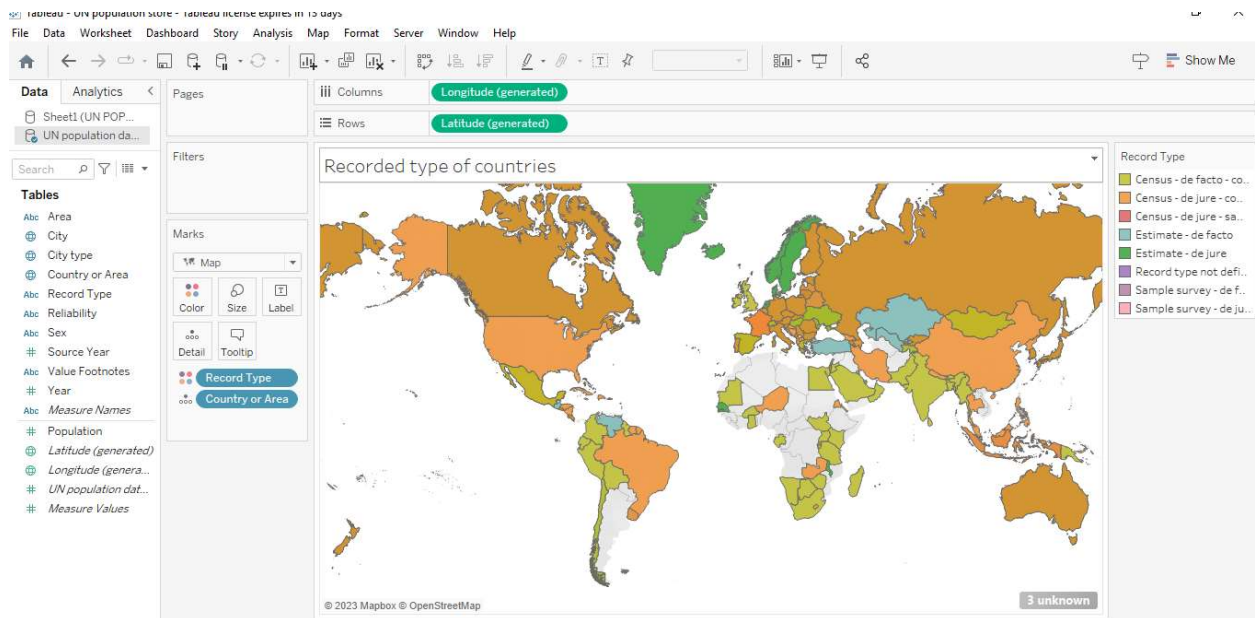 Tableau - UN population store - Tableau license expires in 13 days
File Data Worksheet Dashboard Story Analysis Map Format Server Window Help
Show Me
Data Analytics
Sheet1 (UN POP...
UN population da...
Search
Tables
Abc Area
City
City type
Country or Area
Abc Record Type
Abc Reliability
Abc Sex
# Source Year
Abc Value Footnotes
# Year
Abc Measure Names
# Population
Latitude (generated)
Longitude (genera...
# UN population dat...
# Measure Values
Pages
Filters
Marks
Map
Color Size Label
Detail Tooltip
Record Type
Country or Area
Columns Longitude (generated)
Rows Latitude (generated)
Recorded type of countries
© 2023 Mapbox © OpenStreetMap
3 unknown
Record Type
Census - de facto - co..
Census - de jure - co...
Census - de jure - sa...
Estimate - de facto
Estimate - de jure
Record type not defi...
Sample survey - de f...
Sample survey - de ju...